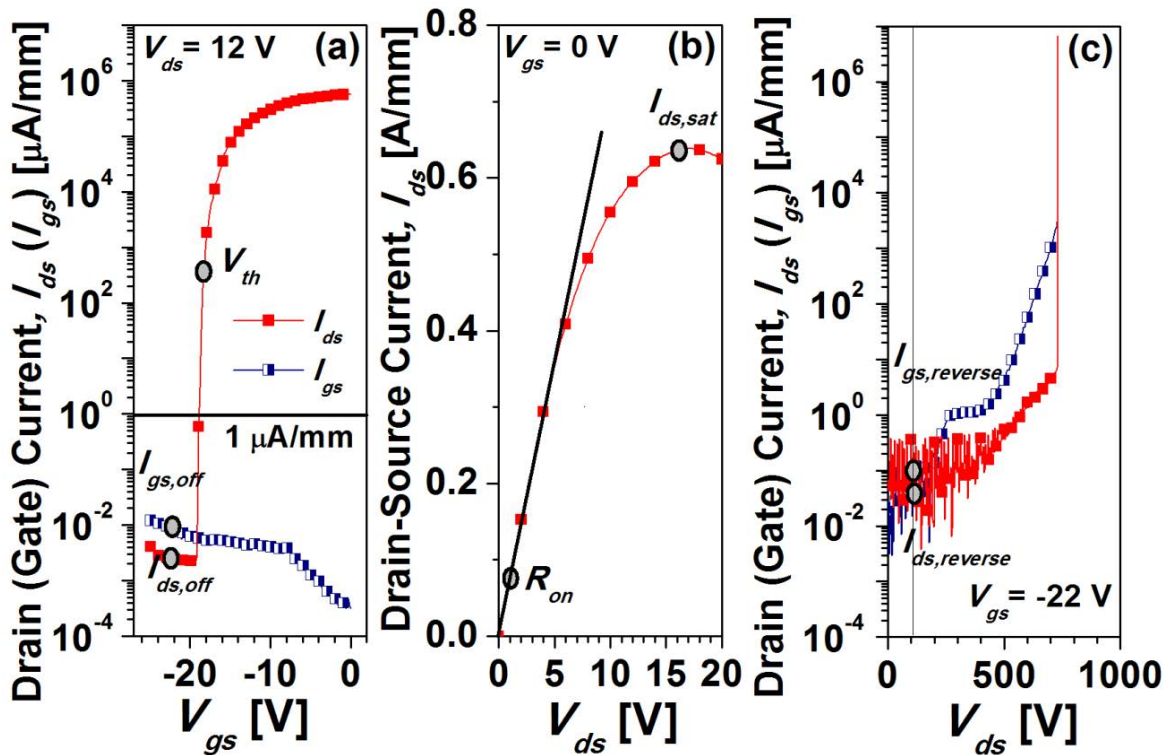 Drain (Gate) Current, I_ds (I_gs) [μA/mm]
10^6
10^4
10^2
10^0
10^-2
10^-4
V_ds = 12 V
(a)
V_th
I_ds
I_gs
1 μA/mm
I_gs,off
I_ds,off
-20
-10
0
V_gs [V]
Drain-Source Current, I_ds [A/mm]
0.8
0.6
0.4
0.2
0.0
(b)
V_gs = 0 V
I_ds,sat
R_on
0
5
10
15
20
V_ds [V]
Drain (Gate) Current, I_ds (I_gs) [μA/mm]
10^6
10^4
10^2
10^0
10^-2
10^-4
(c)
I_gs,reverse
I_ds,reverse
V_gs = -22 V
0
500
1000
V_ds [V]